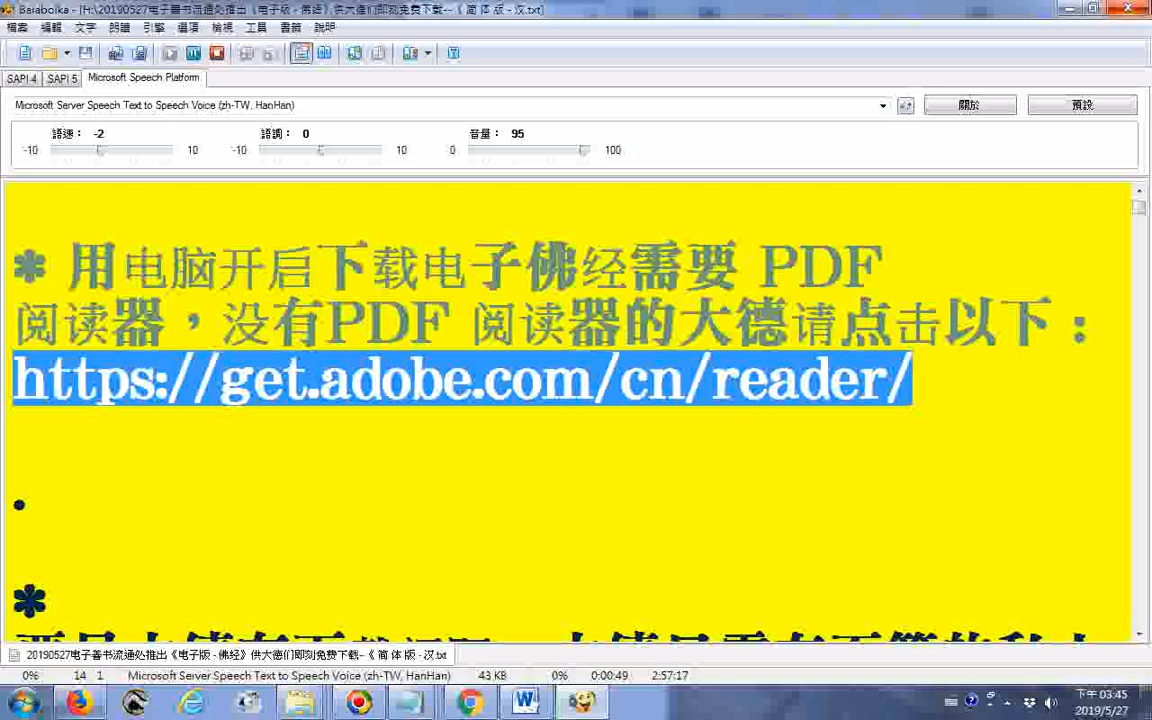 Balabolka - [H:\20190527电子善书流通处推出《电子版 - 佛经》供大德们即刻免费下载--《 简 体 版 - 汉.txt]
檔案 編輯 文字 朗讀 引擎 選項 檢視 工具 書籤 說明
SAPI 4 SAPI 5 Microsoft Speech Platform
Microsoft Server Speech Text to Speech Voice (zh-TW, HanHan) 關於 預設
語速： -2 語調： 0 音量： 95
-10 10 -10 10 0 100
* 用电脑开启下载电子佛经需要 PDF
阅读器，没有PDF 阅读器的大德请点击以下：
https://get.adobe.com/cn/reader/
•
*
20190527电子善书流通处推出《电子版 - 佛经》供大德们即刻免费下载--《 简 体 版 - 汉.txt
0% 14 1 Microsoft Server Speech Text to Speech Voice (zh-TW, HanHan) 43 KB 0% 0:00:49 2:57:17
下午 03:45
2019/5/27